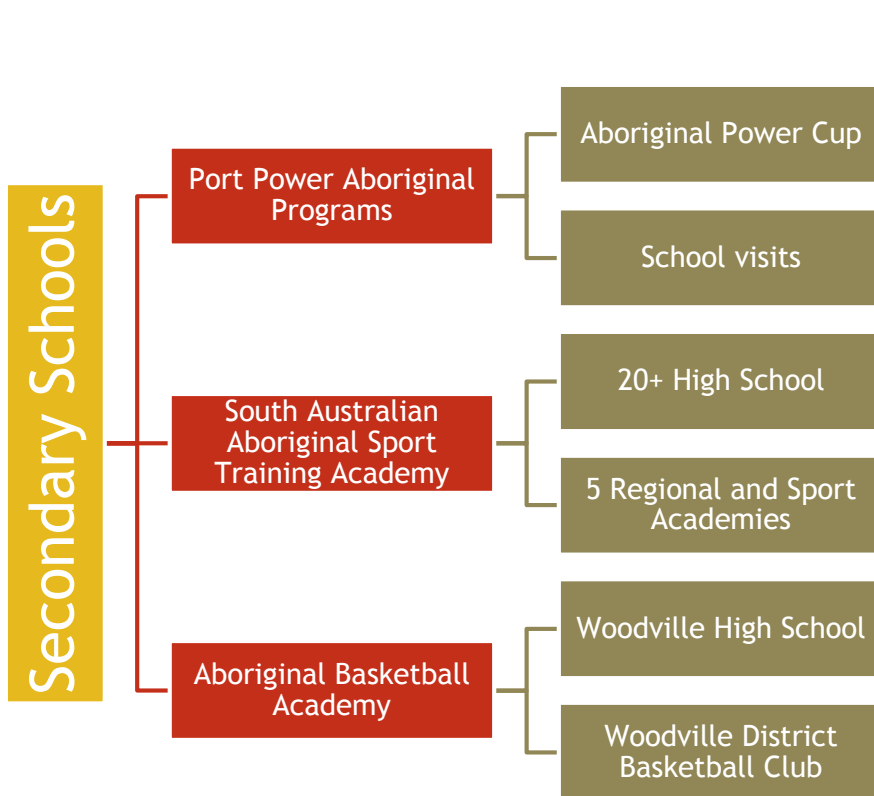 Secondary Schools
Port Power Aboriginal
Programs
Aboriginal Power Cup
School visits
South Australian
Aboriginal Sport
Training Academy
20+ High School
5 Regional and Sport
Academies
Aboriginal Basketball
Academy
Woodville High School
Woodville District
Basketball Club